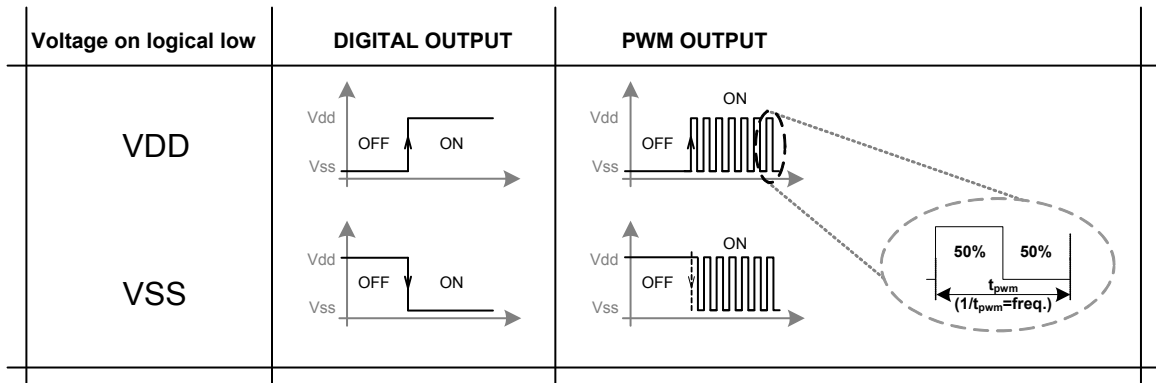 Voltage on logical low DIGITAL OUTPUT PWM OUTPUT
VDD
Vdd
OFF ON
Vss
ON
Vdd
OFF
Vss
VSS
Vdd
OFF ON
Vss
ON
Vdd
OFF
Vss
50% 50%
tpwm
(1/tpwm=freq.)